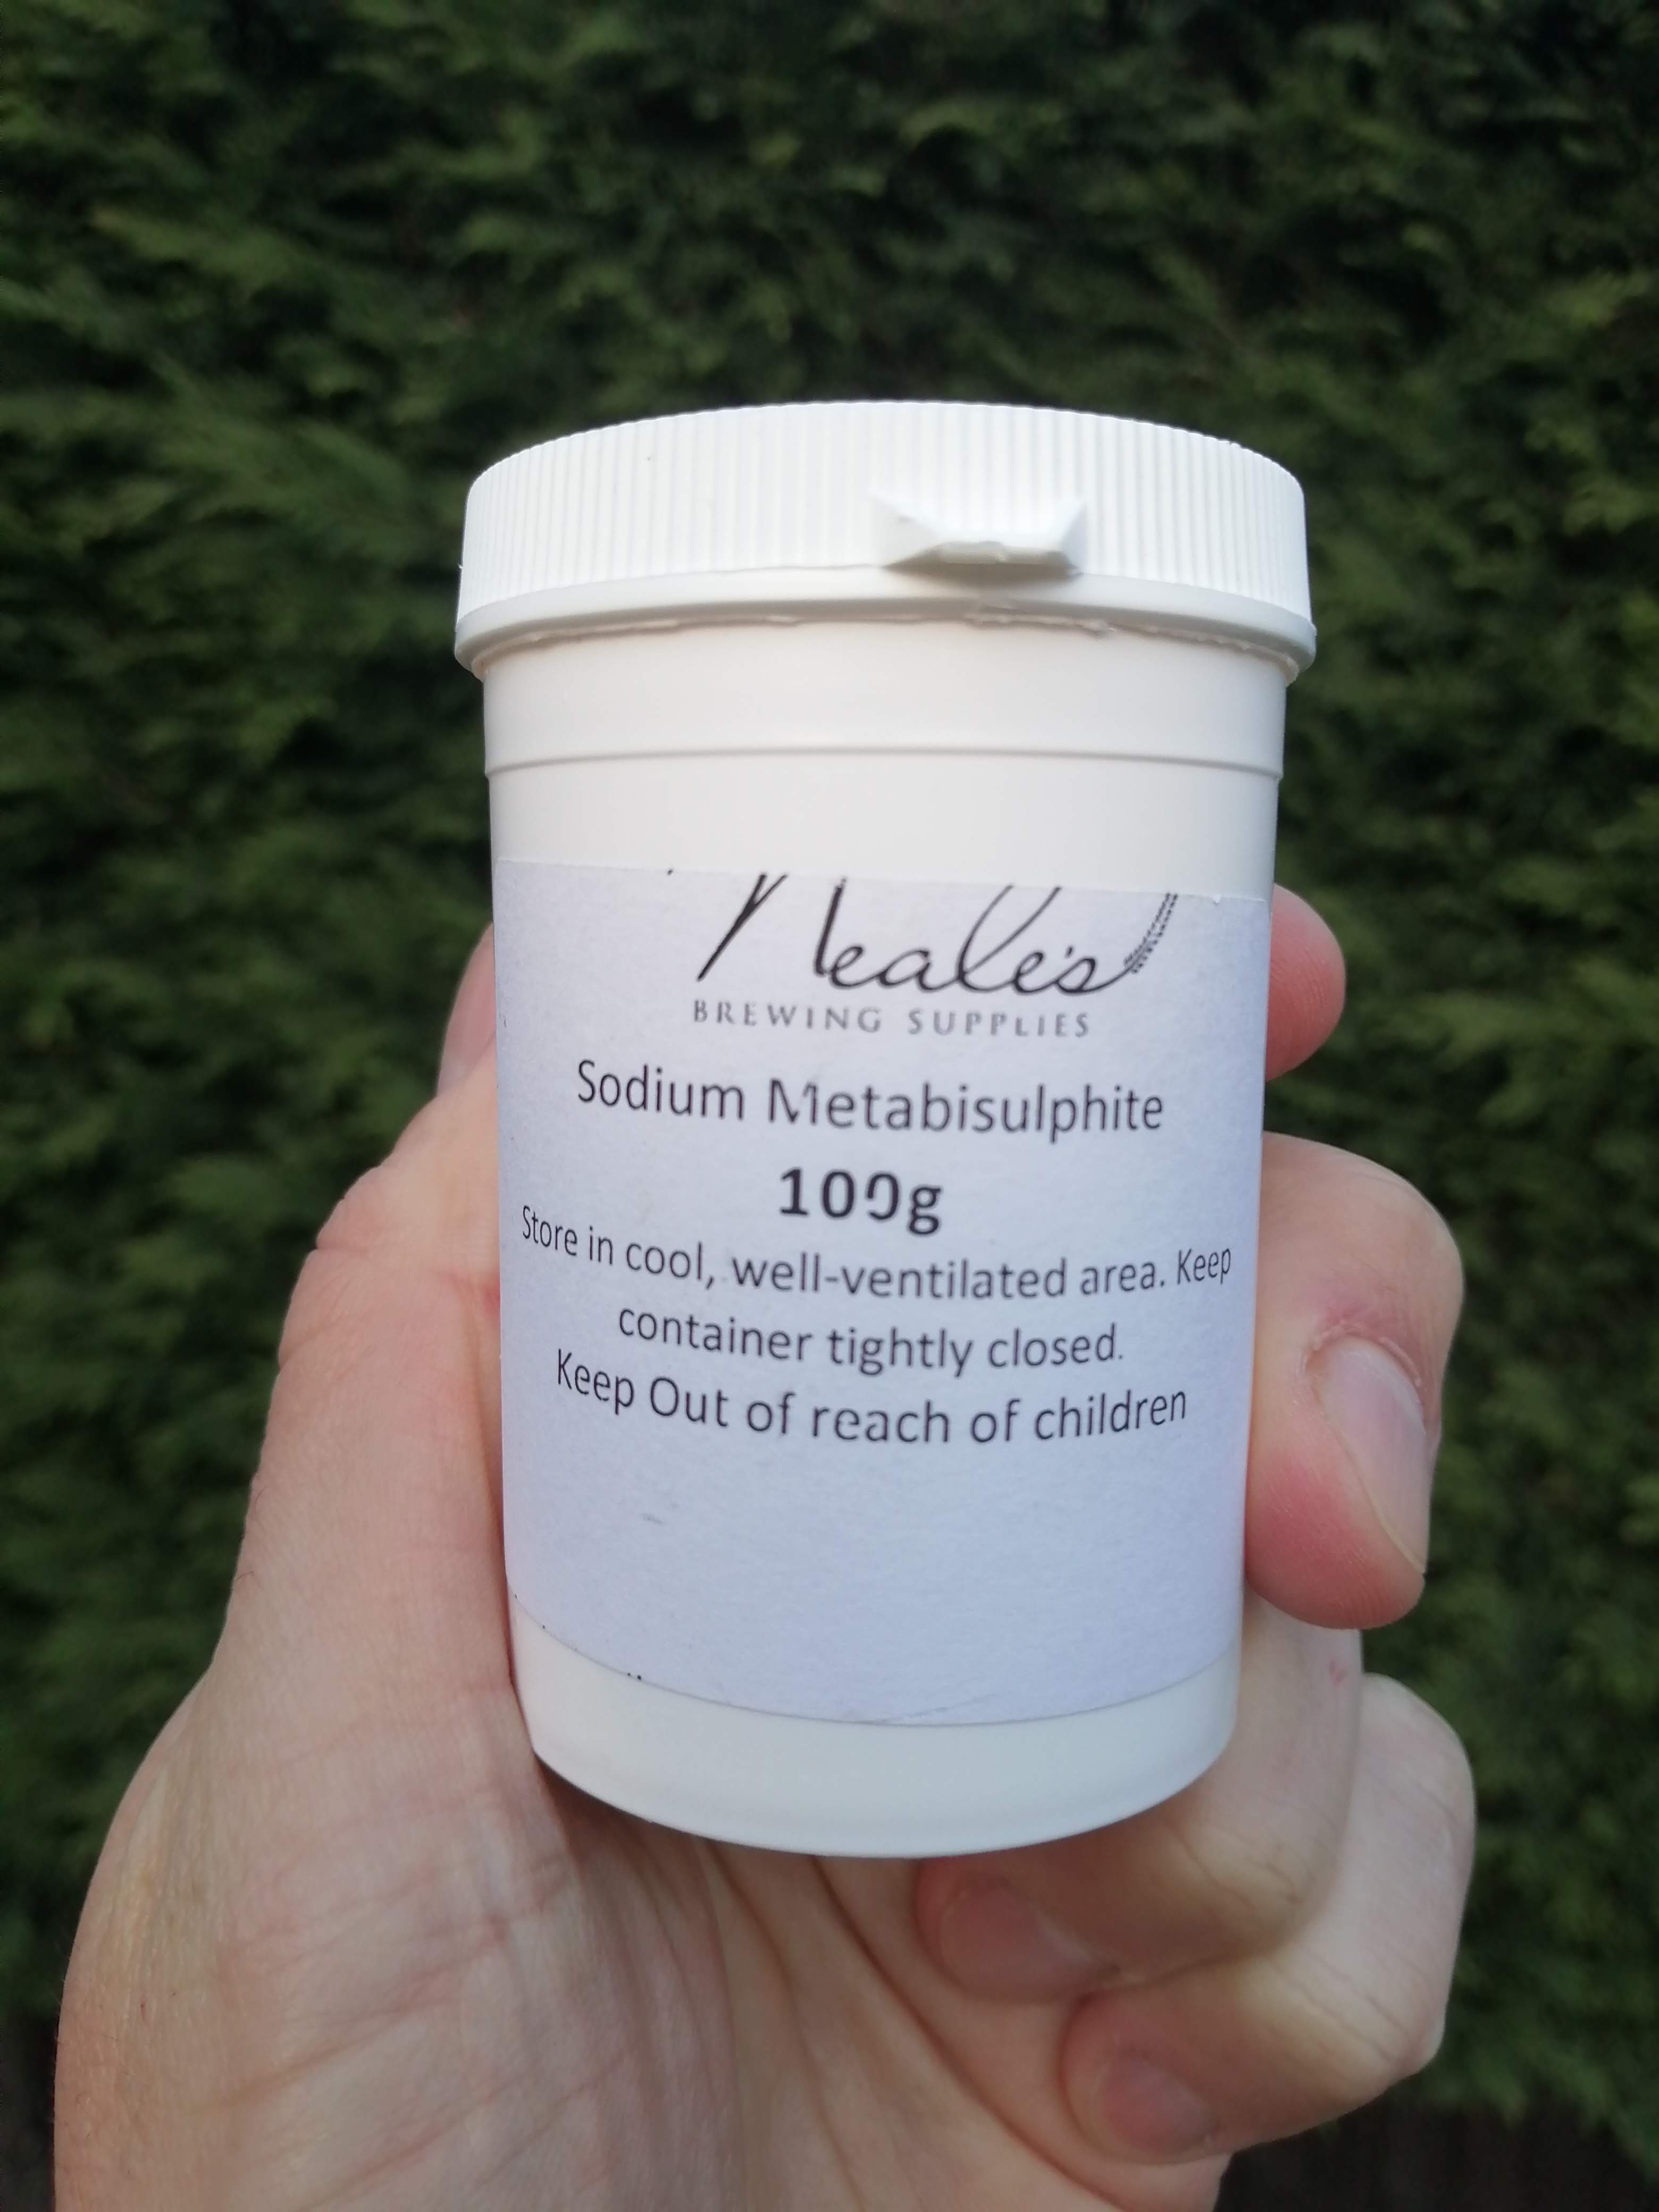 Neale's
BREWING SUPPLIES
Sodium Metabisulphite
100g
Store in cool, well-ventilated area. Keep
container tightly closed.
Keep Out of reach of children